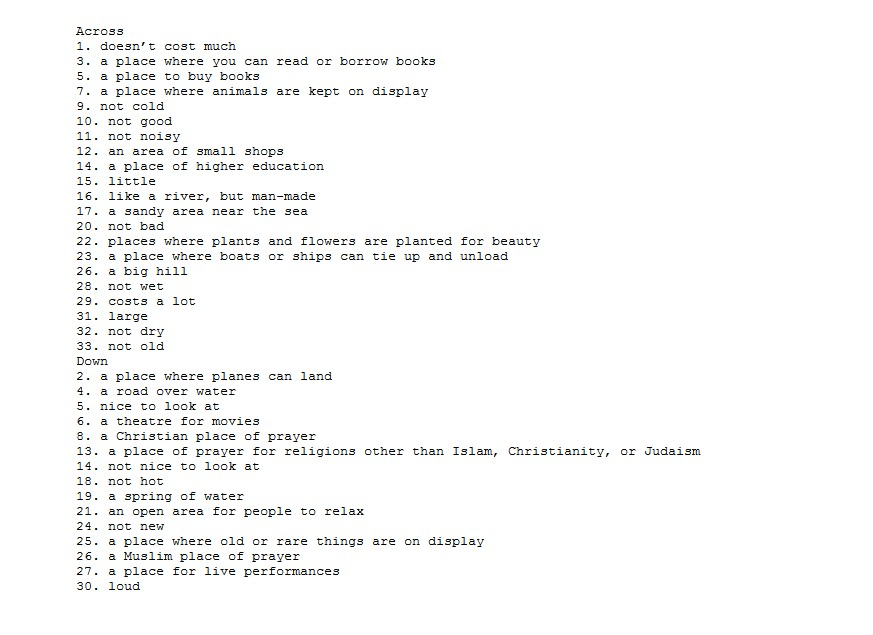 Across
1. doesn't cost much
3. a place where you can read or borrow books
5. a place to buy books
7. a place where animals are kept on display
9. not cold
10. not good
11. not noisy
12. an area of small shops
14. a place of higher education
15. little
16. like a river, but man-made
17. a sandy area near the sea
20. not bad
22. places where plants and flowers are planted for beauty
23. a place where boats or ships can tie up and unload
26. a big hill
28. not wet
29. costs a lot
31. large
32. not dry
33. not old
Down
2. a place where planes can land
4. a road over water
5. nice to look at
6. a theatre for movies
8. a Christian place of prayer
13. a place of prayer for religions other than Islam, Christianity, or Judaism
14. not nice to look at
18. not hot
19. a spring of water
21. an open area for people to relax
24. not new
25. a place where old or rare things are on display
26. a Muslim place of prayer
27. a place for live performances
30. loud